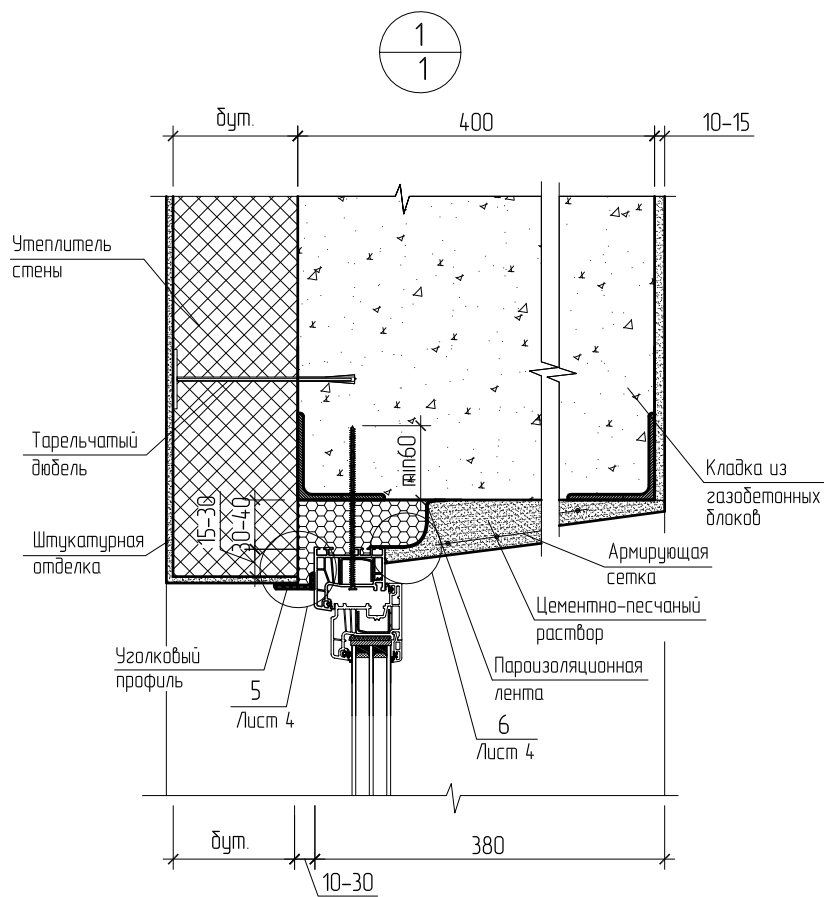 1
1
бут.
400
10-15
Утеплитель
стены
Тарельчатый
дюбель
min60
Кладка из
газобетонных
блоков
15-30
30-40
Штукатурная
отделка
Армирующая
сетка
Цементно-песчаный
раствор
Уголковый
профиль
Пароизоляционная
лента
5
Лист 4
6
Лист 4
бут.
380
10-30